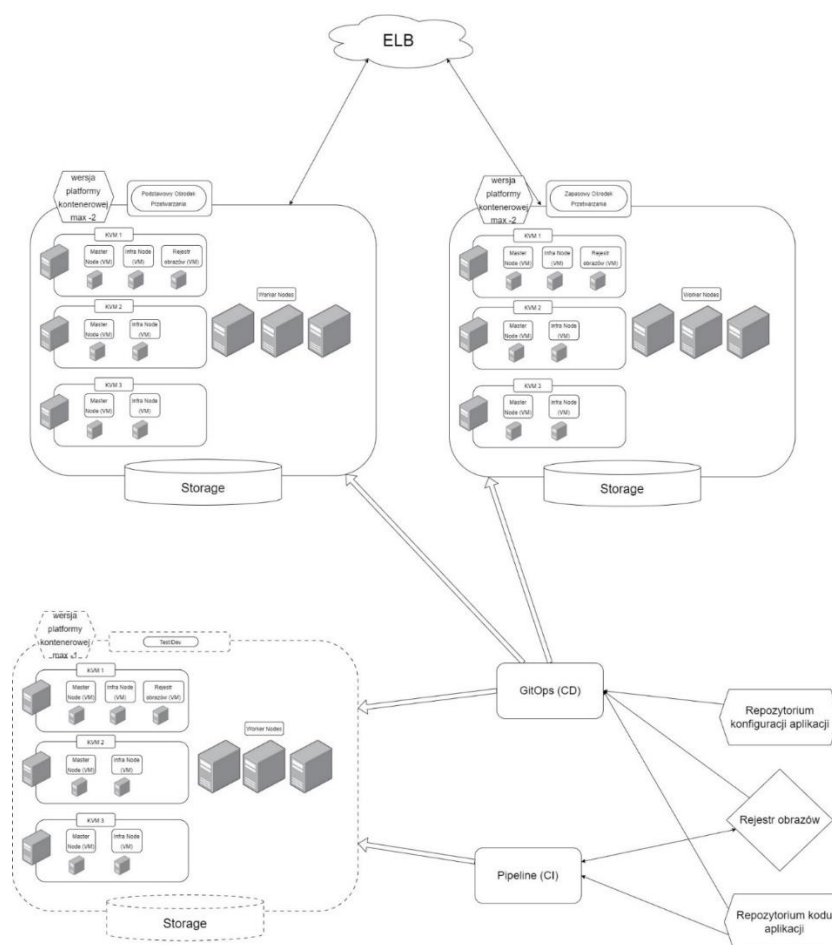 ELB
wersja
platformy
kontenerowej
max -2
Podstawowy Ośrodek
Przetwarzania
KVM 1
Master
Node (VM)
Infra Node
(VM)
Rejestr
obrazów (VM)
KVM 2
Master
Node (VM)
Infra Node
(VM)
KVM 3
Master
Node (VM)
Infra Node
(VM)
Worker Nodes
Storage
wersja
platformy
kontenerowej
max -2
Zapasowy Ośrodek
Przetwarzania
KVM 1
Master
Node (VM)
Infra Node
(VM)
Rejestr
obrazów (VM)
KVM 2
Master
Node (VM)
Infra Node
(VM)
KVM 3
Master
Node (VM)
Infra Node
(VM)
Worker Nodes
Storage
wersja
platformy
kontenerowej
max -1
Test/Dev
KVM 1
Master
Node (VM)
Infra Node
(VM)
Rejestr
obrazów (VM)
KVM 2
Master
Node (VM)
Infra Node
(VM)
KVM 3
Master
Node (VM)
Infra Node
(VM)
Worker Nodes
Storage
GitOps (CD)
Pipeline (CI)
Repozytorium
konfiguracji aplikacji
Rejestr obrazów
Repozytorium kodu
aplikacji